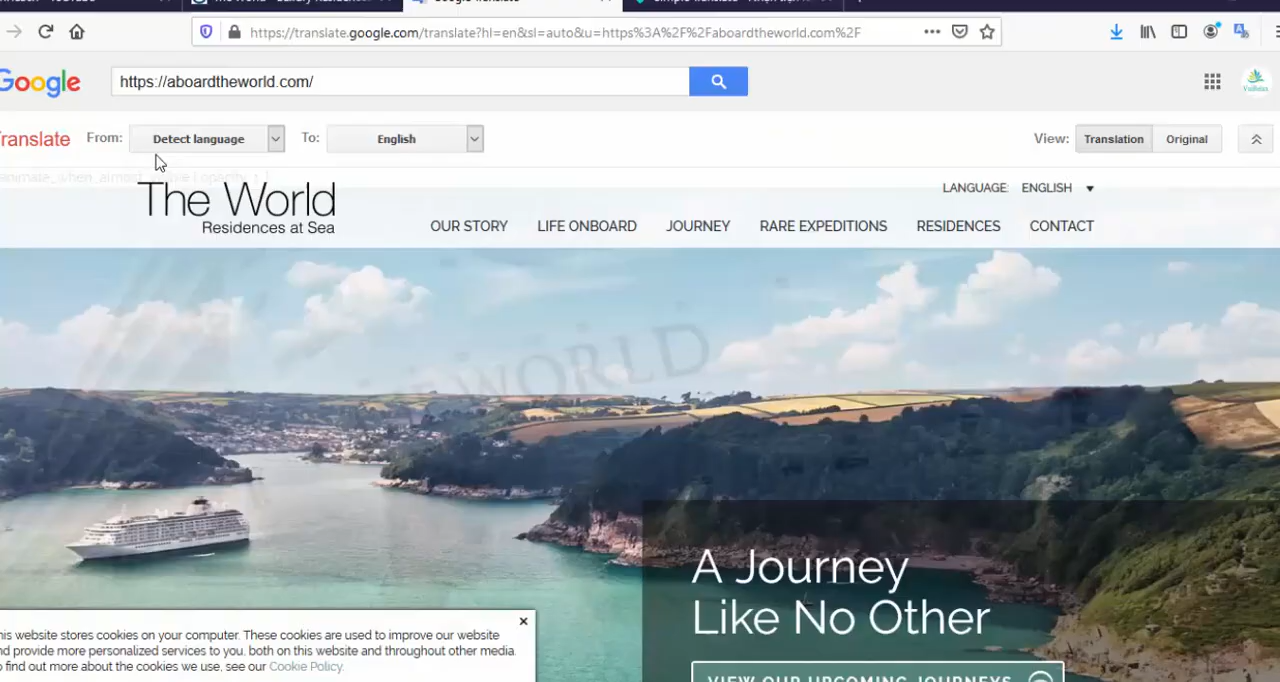 Google Translate
https://translate.google.com/translate?hl=en&sl=auto&u=https%3A%2F%2Faboardtheworld.com%2F
Google
https://aboardtheworld.com/
ranslate From: Detect language To: English View: Translation Original
The World
Residences at Sea
LANGUAGE: ENGLISH
OUR STORY LIFE ONBOARD JOURNEY RARE EXPEDITIONS RESIDENCES CONTACT
WORLD
A Journey
Like No Other
VIEW OUR UPCOMING JOURNEYS
his website stores cookies on your computer. These cookies are used to improve our website
nd provide more personalized services to you, both on this website and throughout other media.
o find out more about the cookies we use, see our Cookie Policy.